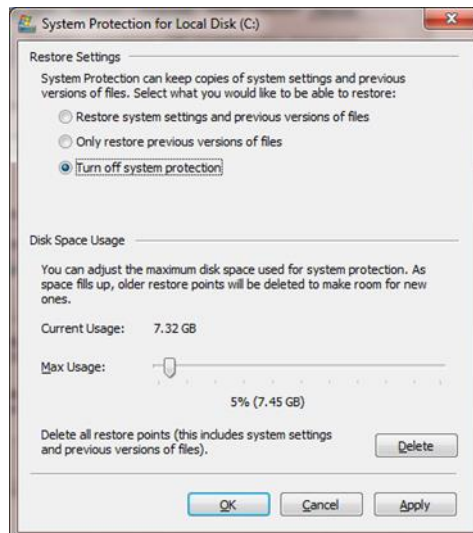 System Protection for Local Disk (C:)
Restore Settings
System Protection can keep copies of system settings and previous
versions of files. Select what you would like to be able to restore:
Restore system settings and previous versions of files
Only restore previous versions of files
Turn off system protection
Disk Space Usage
You can adjust the maximum disk space used for system protection. As
space fills up, older restore points will be deleted to make room for new
ones.
Current Usage: 7.32 GB
Max Usage:
5% (7.45 GB)
Delete all restore points (this includes system settings
and previous versions of files).
Delete
OK Cancel Apply